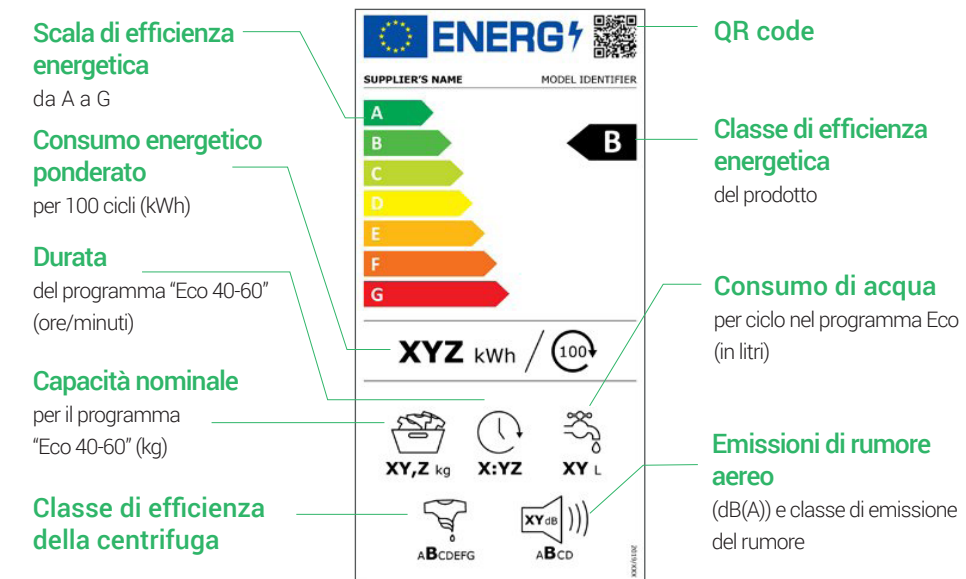 Scala di efficienza
energetica
da A a G
Consumo energetico
ponderato
per 100 cicli (kWh)
Durata
del programma “Eco 40-60”
(ore/minuti)
Capacità nominale
per il programma
“Eco 40-60” (kg)
Classe di efficienza
della centrifuga
ENERG
SUPPLIER'S NAME MODEL IDENTIFIER
A
B
B
C
D
E
F
G
XYZ kWh / 100
XY,Z kg X:YZ XY L
XY dB
ABCDEFG ABCD
2019/XXX
QR code
Classe di efficienza
energetica
del prodotto
Consumo di acqua
per ciclo nel programma Eco
(in litri)
Emissioni di rumore
aereo
(dB(A)) e classe di emissione
del rumore